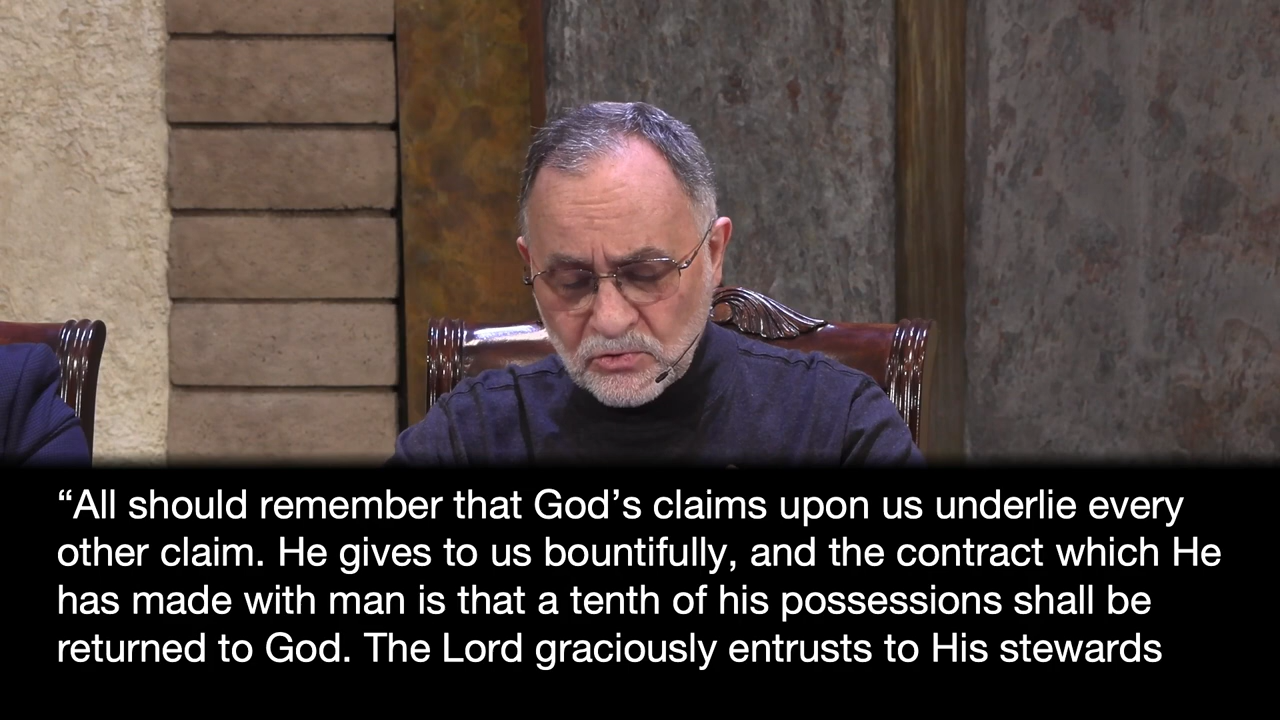 “All should remember that God’s claims upon us underlie every
other claim. He gives to us bountifully, and the contract which He
has made with man is that a tenth of his possessions shall be
returned to God. The Lord graciously entrusts to His stewards